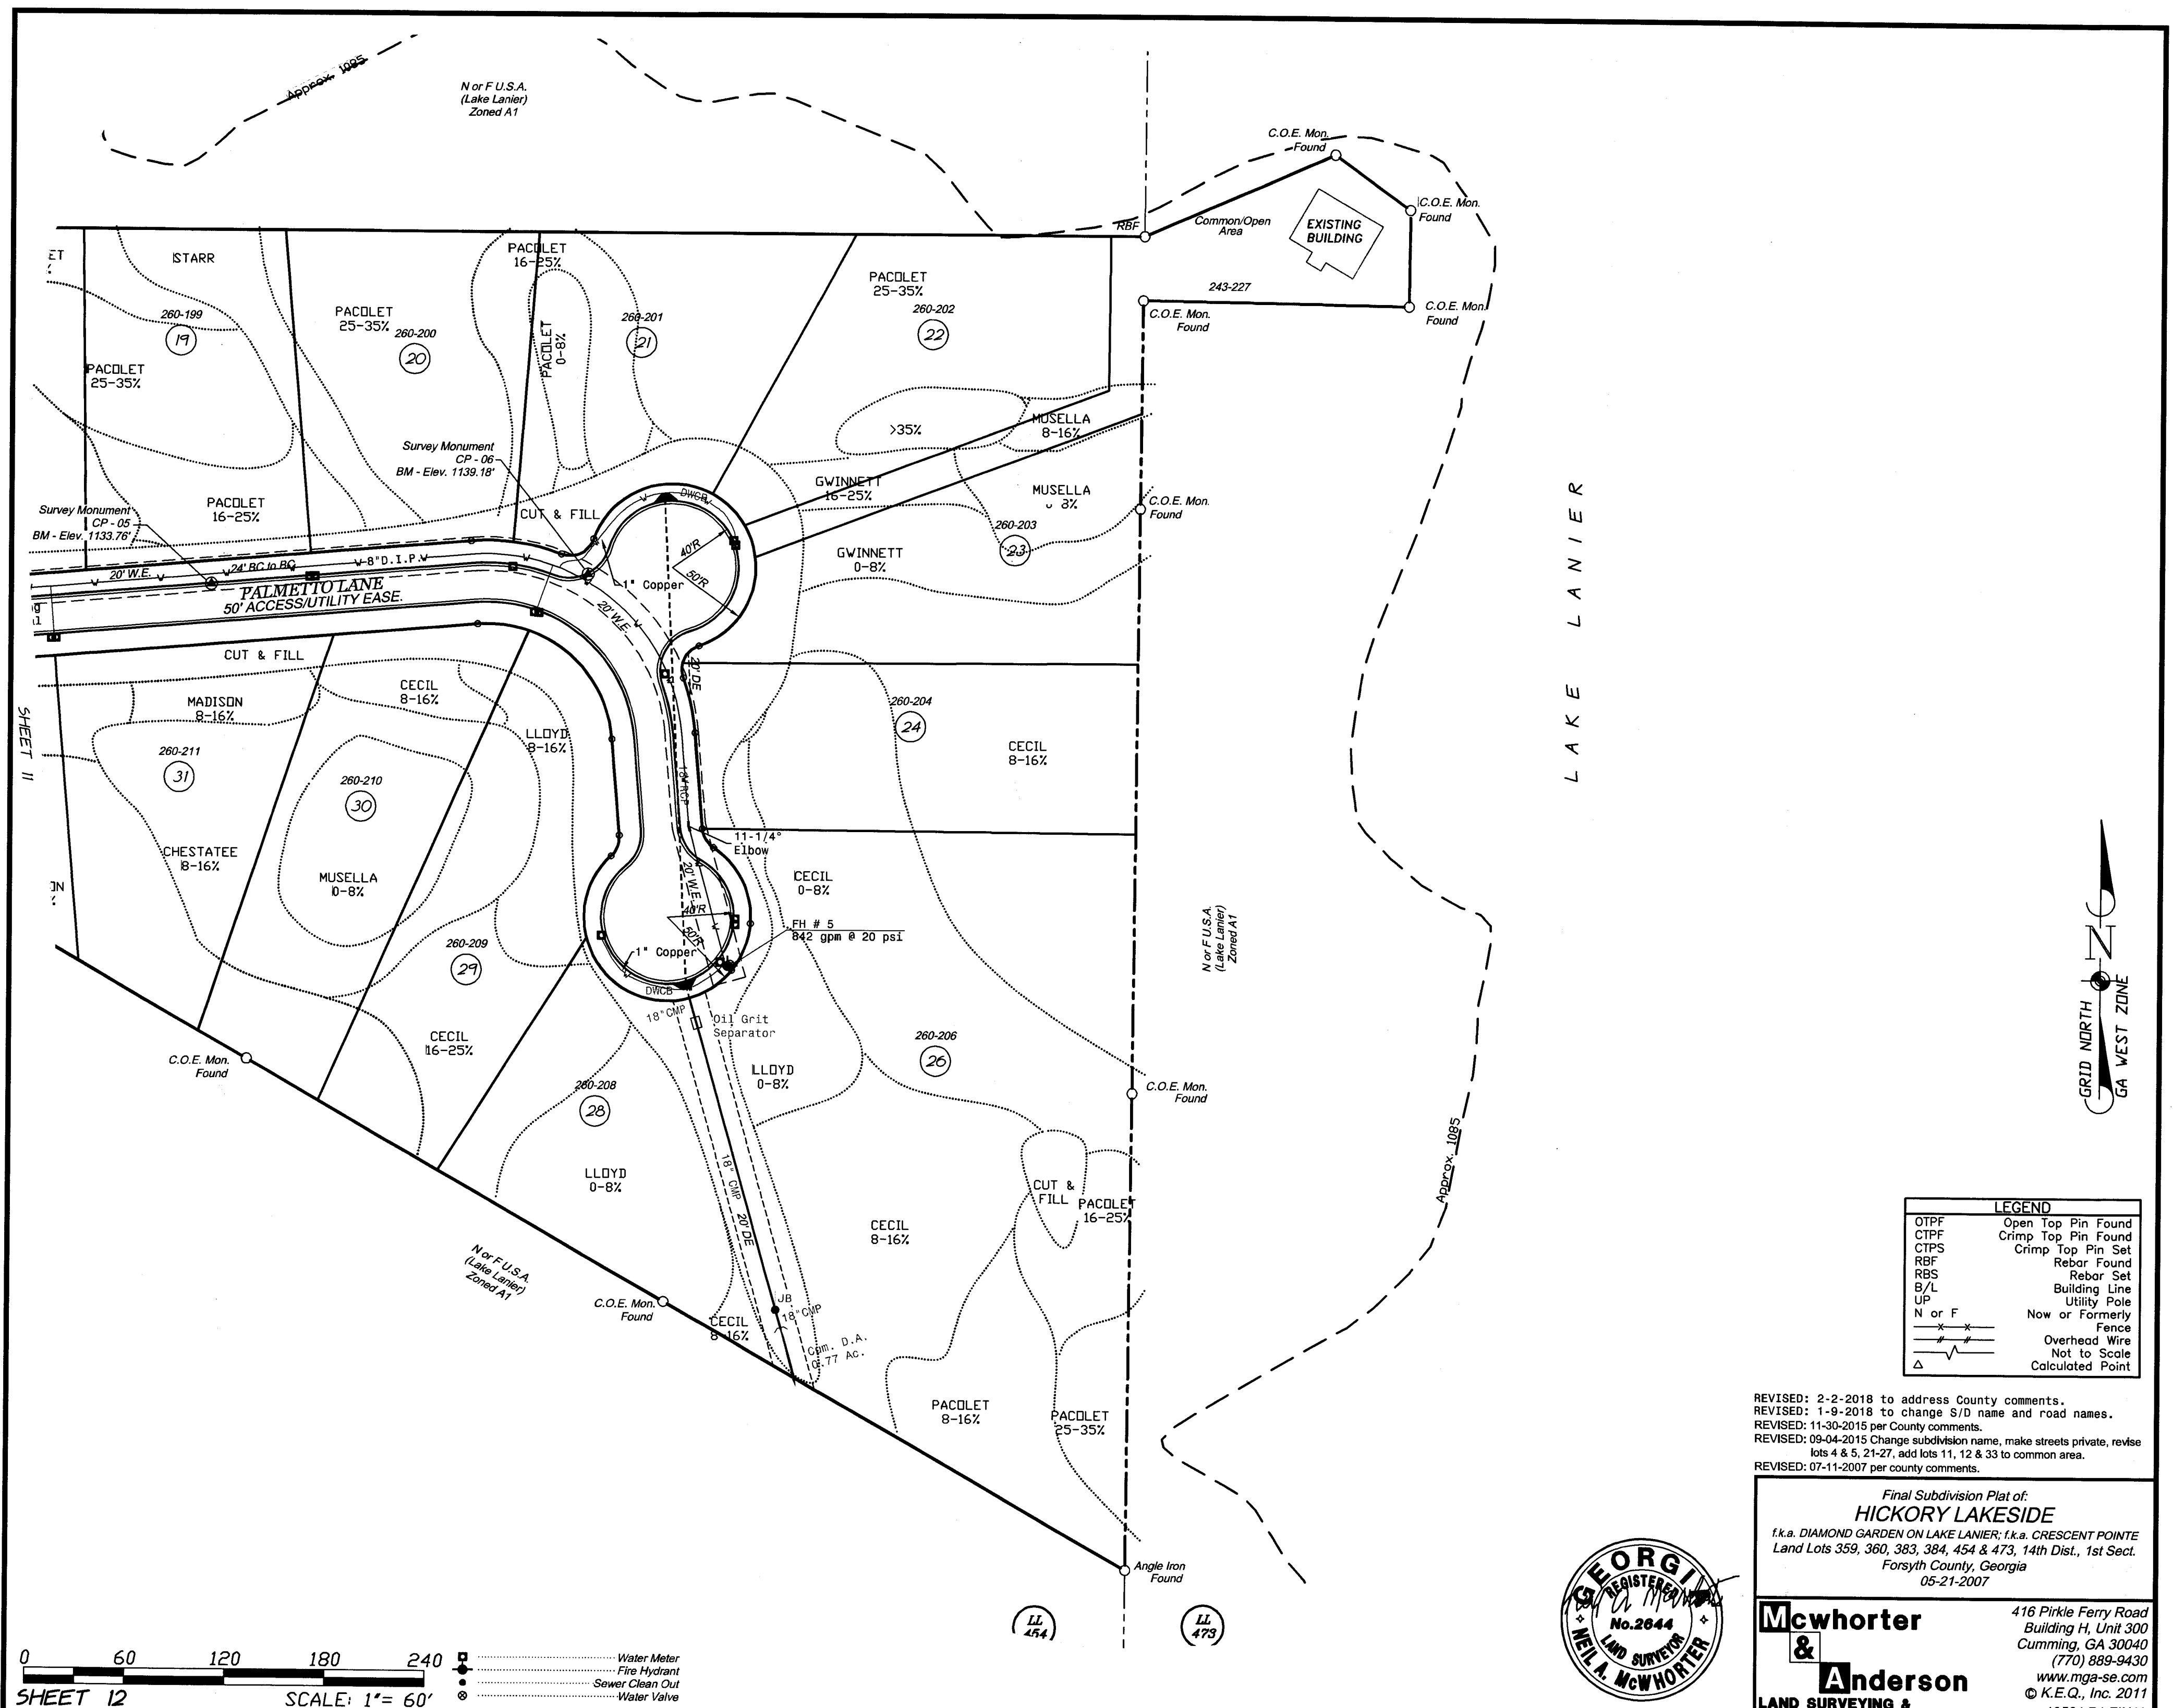 Approx. 1085
N or F U.S.A.
(Lake Lanier)
Zoned A1
C.O.E. Mon.
Found
C.O.E. Mon.
Found
RBF
Common/Open
Area
EXISTING
BUILDING
243-227
C.O.E. Mon.
Found
C.O.E. Mon.
Found
ET
STARR
PACOLET
16-25%
PACOLET
25-35%
260-199
19
PACOLET
25-35%
260-200
20
PACOLET
0-8%
260-201
21
260-202
22
PACOLET
25-35%
>35%
MUSELLA
8-16%
Survey Monument
CP - 06
BM - Elev. 1139.18'
Survey Monument
CP - 05
BM - Elev. 1133.76'
PACOLET
16-25%
CUT & FILL
DWCB
GWINNETT
16-25%
MUSELLA
8%
C.O.E. Mon.
Found
260-203
23
GWINNETT
0-8%
40'R
50'R
1" Copper
20' W.E.
24' BC to BC
8" D.I.P.
PALMETTO LANE
50' ACCESS/UTILITY EASE.
20' W.E.
20' DE
CUT & FILL
MADISON
8-16%
CECIL
8-16%
LLOYD
8-16%
260-204
24
CECIL
8-16%
SHEET 11
260-211
31
260-210
30
18" RCP
11-1/4°
Elbow
CHESTATEE
8-16%
MUSELLA
0-8%
CECIL
0-8%
ON
%
20' W.E.
40'R
50'R
FH # 5
842 gpm @ 20 psi
1" Copper
260-209
29
DWCB
18" CMP
Oil Grit
Separator
CECIL
16-25%
C.O.E. Mon.
Found
260-206
26
LLOYD
0-8%
260-208
28
C.O.E. Mon.
Found
LLOYD
0-8%
18" CMP
20' DE
CUT &
FILL
PACOLET
16-25%
CECIL
8-16%
N or F U.S.A.
(Lake Lanier)
Zoned A1
C.O.E. Mon.
Found
JB
18" CMP
CECIL
8-16%
Com. D.A.
0.77 Ac.
PACOLET
8-16%
PACOLET
25-35%
Angle Iron
Found
LL
454
LL
473
N or F U.S.A.
(Lake Lanier)
Zoned A1
Approx. 1085
LAKE LANIER
N
GRID NORTH
GA WEST ZONE
LEGEND
OTPF Open Top Pin Found
CTPF Crimp Top Pin Found
CTPS Crimp Top Pin Set
RBF Rebar Found
RBS Rebar Set
B/L Building Line
UP Utility Pole
N or F Now or Formerly
Fence
Overhead Wire
Not to Scale
Calculated Point
REVISED: 2-2-2018 to address County comments.
REVISED: 1-9-2018 to change S/D name and road names.
REVISED: 11-30-2015 per County comments.
REVISED: 09-04-2015 Change subdivision name, make streets private, revise
lots 4 & 5, 21-27, add lots 11, 12 & 33 to common area.
REVISED: 07-11-2007 per county comments.
Final Subdivision Plat of:
HICKORY LAKESIDE
f.k.a. DIAMOND GARDEN ON LAKE LANIER; f.k.a. CRESCENT POINTE
Land Lots 359, 360, 383, 384, 454 & 473, 14th Dist., 1st Sect.
Forsyth County, Georgia
05-21-2007
GEORGIA
REGISTERED
No.2644
LAND SURVEYOR
NEIL A. McWHORTER
Mcwhorter
&
Anderson
LAND SURVEYING &
416 Pirkle Ferry Road
Building H, Unit 300
Cumming, GA 30040
(770) 889-9430
www.mga-se.com
© K.E.Q., Inc. 2011
0 60 120 180 240
SHEET 12
SCALE: 1"= 60'
Water Meter
Fire Hydrant
Sewer Clean Out
Water Valve